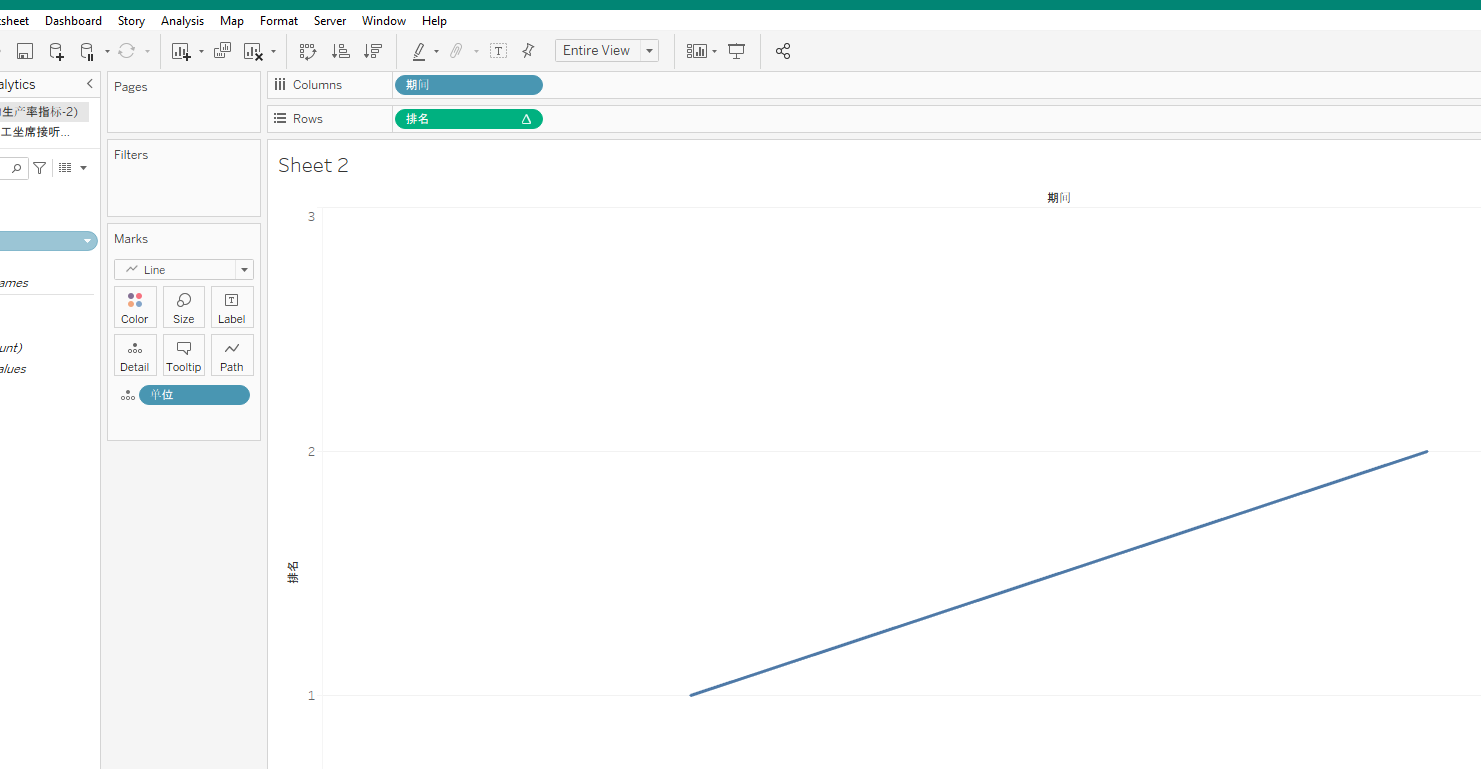 sheet Dashboard Story Analysis Map Format Server Window Help
Entire View
alytics
生产率指标-2)
工坐席接听...
ames
unt)
alues
Pages
Filters
Marks
Line
Color Size Label
Detail Tooltip Path
单位
Columns 期间
Rows 排名
Sheet 2
期间
3
2
1
排名